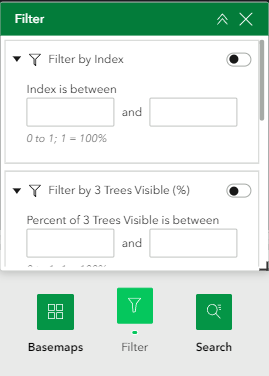 Filter
Filter by Index
Index is between
and
0 to 1; 1 = 100%
Filter by 3 Trees Visible (%)
Percent of 3 Trees Visible is between
and
Basemaps
Filter
Search